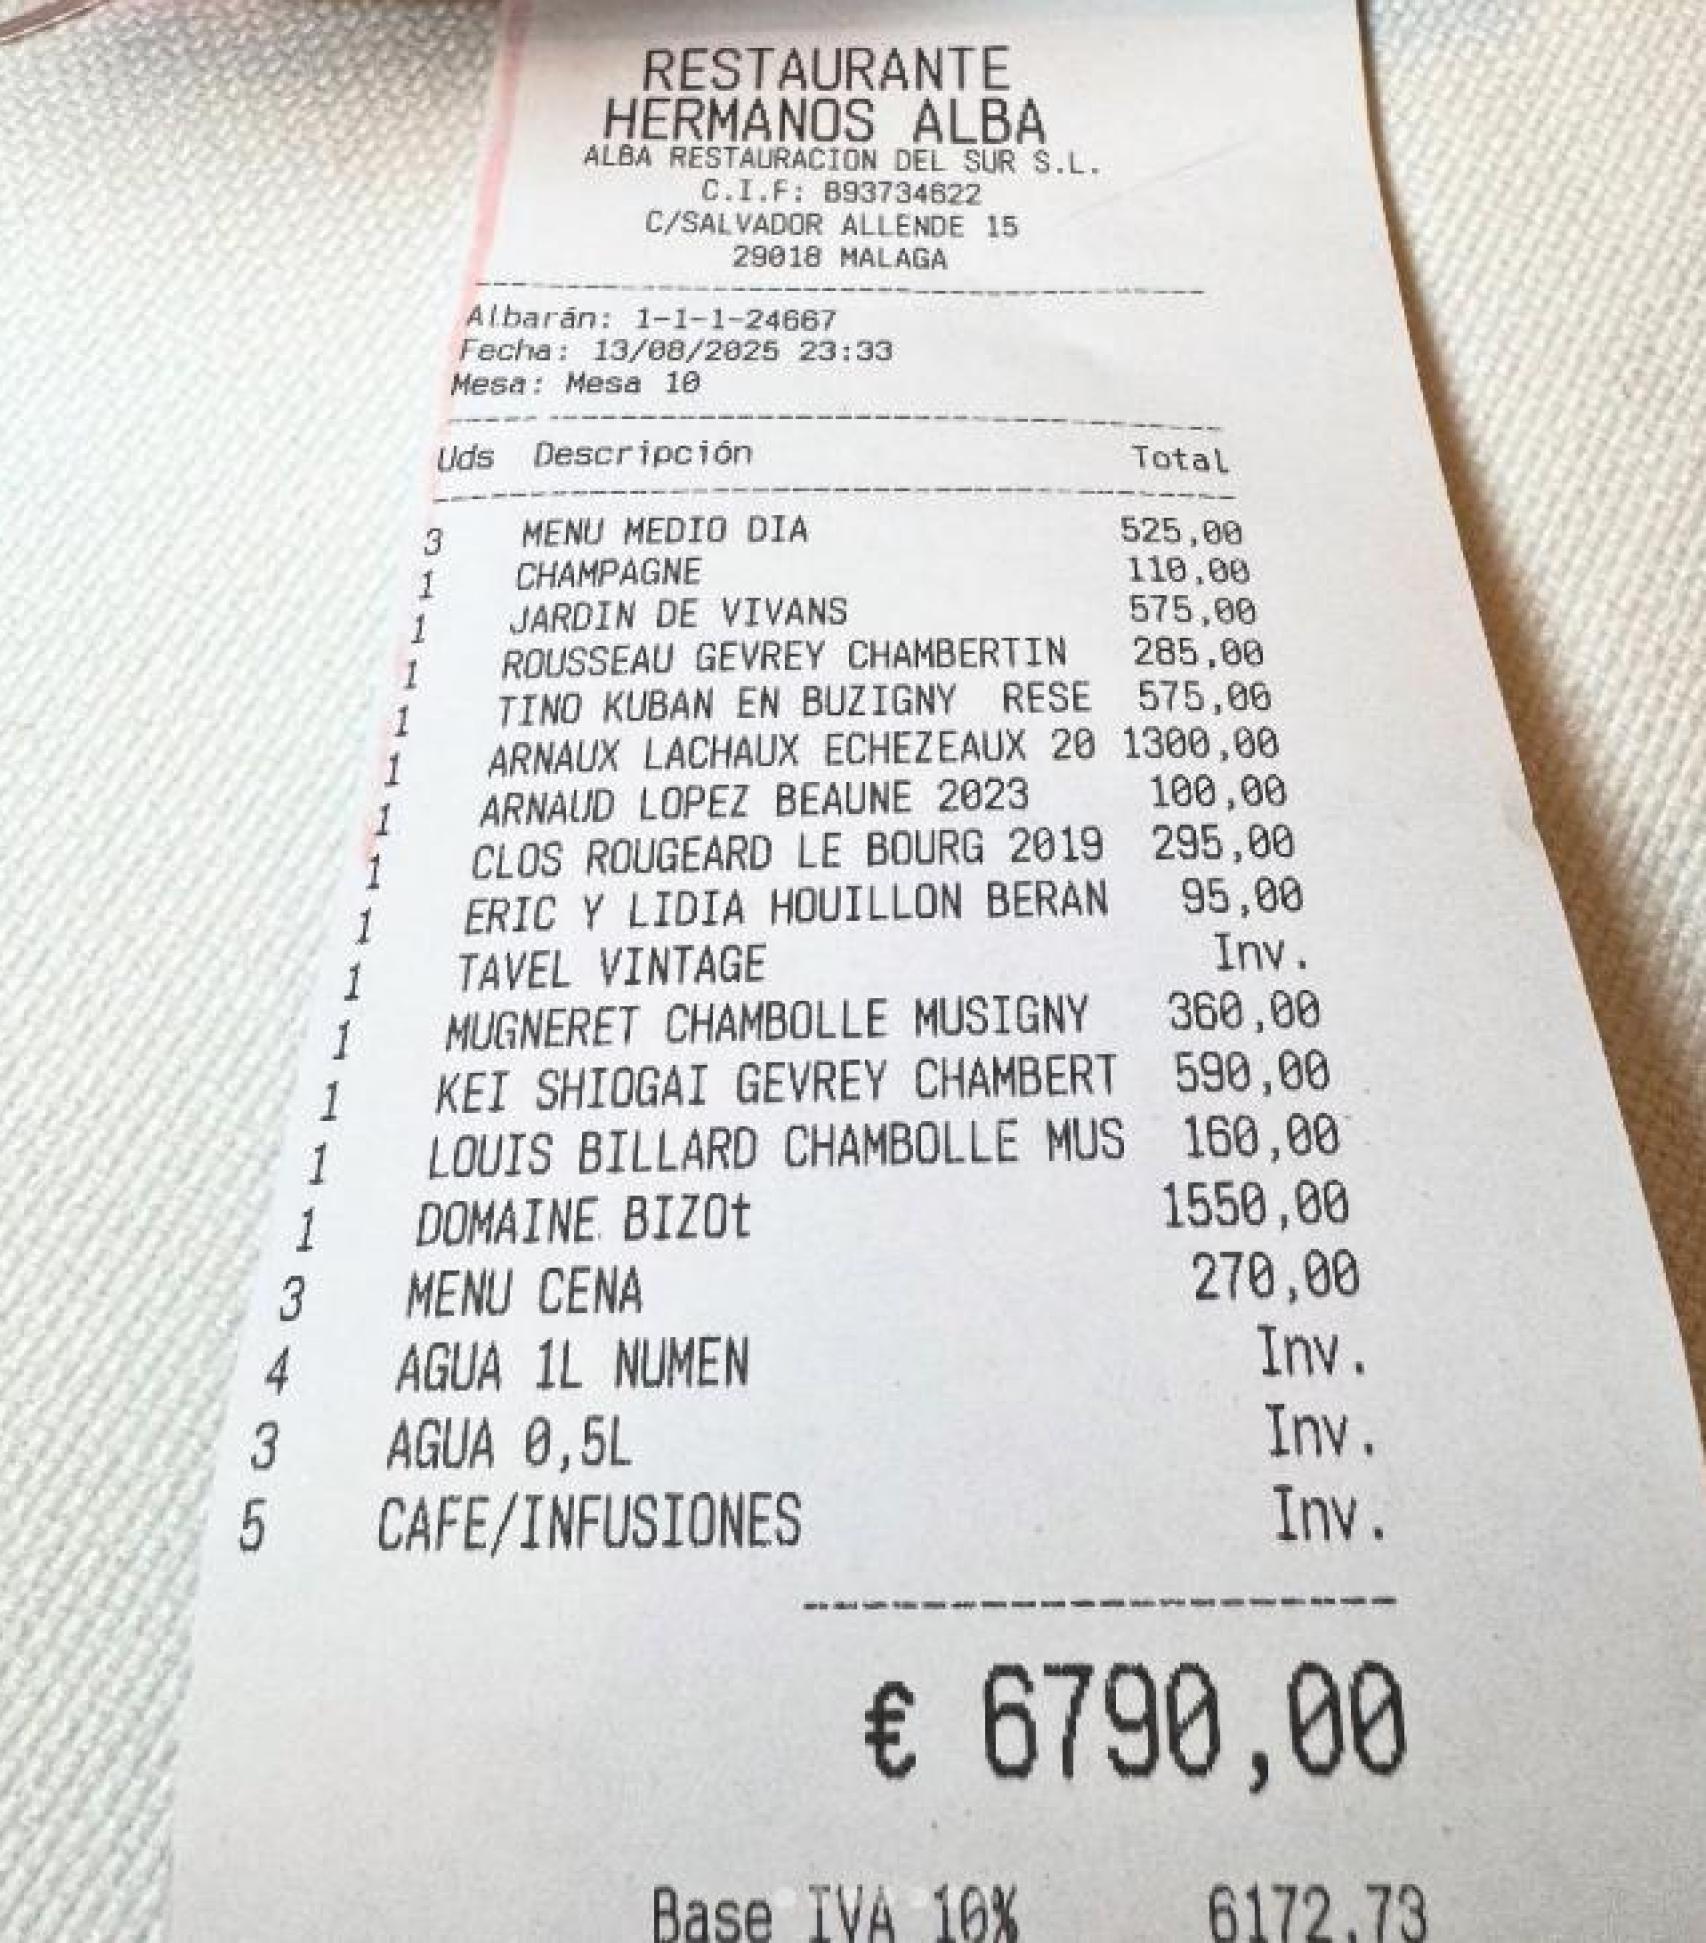 RESTAURANTE
HERMANOS ALBA
ALBA RESTAURACION DEL SUR S.L.
C.I.F: B93734622
C/SALVADOR ALLENDE 15
29018 MALAGA
Albarán: 1-1-1-24667
Fecha: 13/08/2025 23:33
Mesa: Mesa 10
Uds Descripción Total
3 MENU MEDIO DIA 525,00
1 CHAMPAGNE 110,00
1 JARDIN DE VIVANS 575,00
1 ROUSSEAU GEVREY CHAMBERTIN 285,00
1 TINO KUBAN EN BUZIGNY RESE 575,00
1 ARNAUX LACHAUX ECHEZEAUX 20 1300,00
1 ARNAUD LOPEZ BEAUNE 2023 100,00
1 CLOS ROUGEARD LE BOURG 2019 295,00
1 ERIC Y LIDIA HOUILLON BERAN 95,00
1 TAVEL VINTAGE Inv.
1 MUGNERET CHAMBOLLE MUSIGNY 360,00
1 KEI SHIOGAI GEVREY CHAMBERT 590,00
1 LOUIS BILLARD CHAMBOLLE MUS 160,00
1 DOMAINE BIZOt 1550,00
3 MENU CENA 270,00
4 AGUA 1L NUMEN Inv.
3 AGUA 0,5L Inv.
5 CAFE/INFUSIONES Inv.
€ 6790,00
Base IVA 10% 6172.73